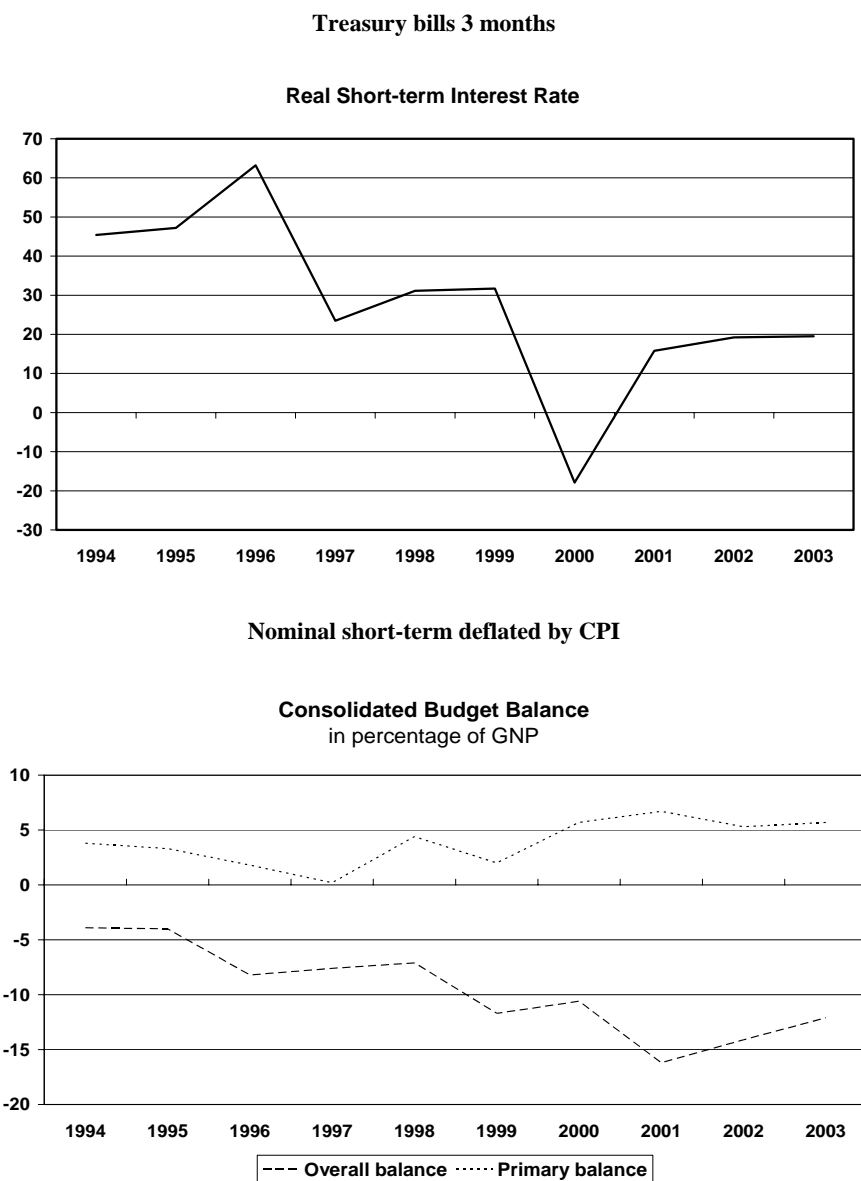 Treasury bills 3 months
Real Short-term Interest Rate
70
60
50
40
30
20
10
0
-10
-20
-30
1994 1995 1996 1997 1998 1999 2000 2001 2002 2003
Nominal short-term deflated by CPI
Consolidated Budget Balance
in percentage of GNP
10
5
0
-5
-10
-15
-20
1994 1995 1996 1997 1998 1999 2000 2001 2002 2003
Overall balance Primary balance